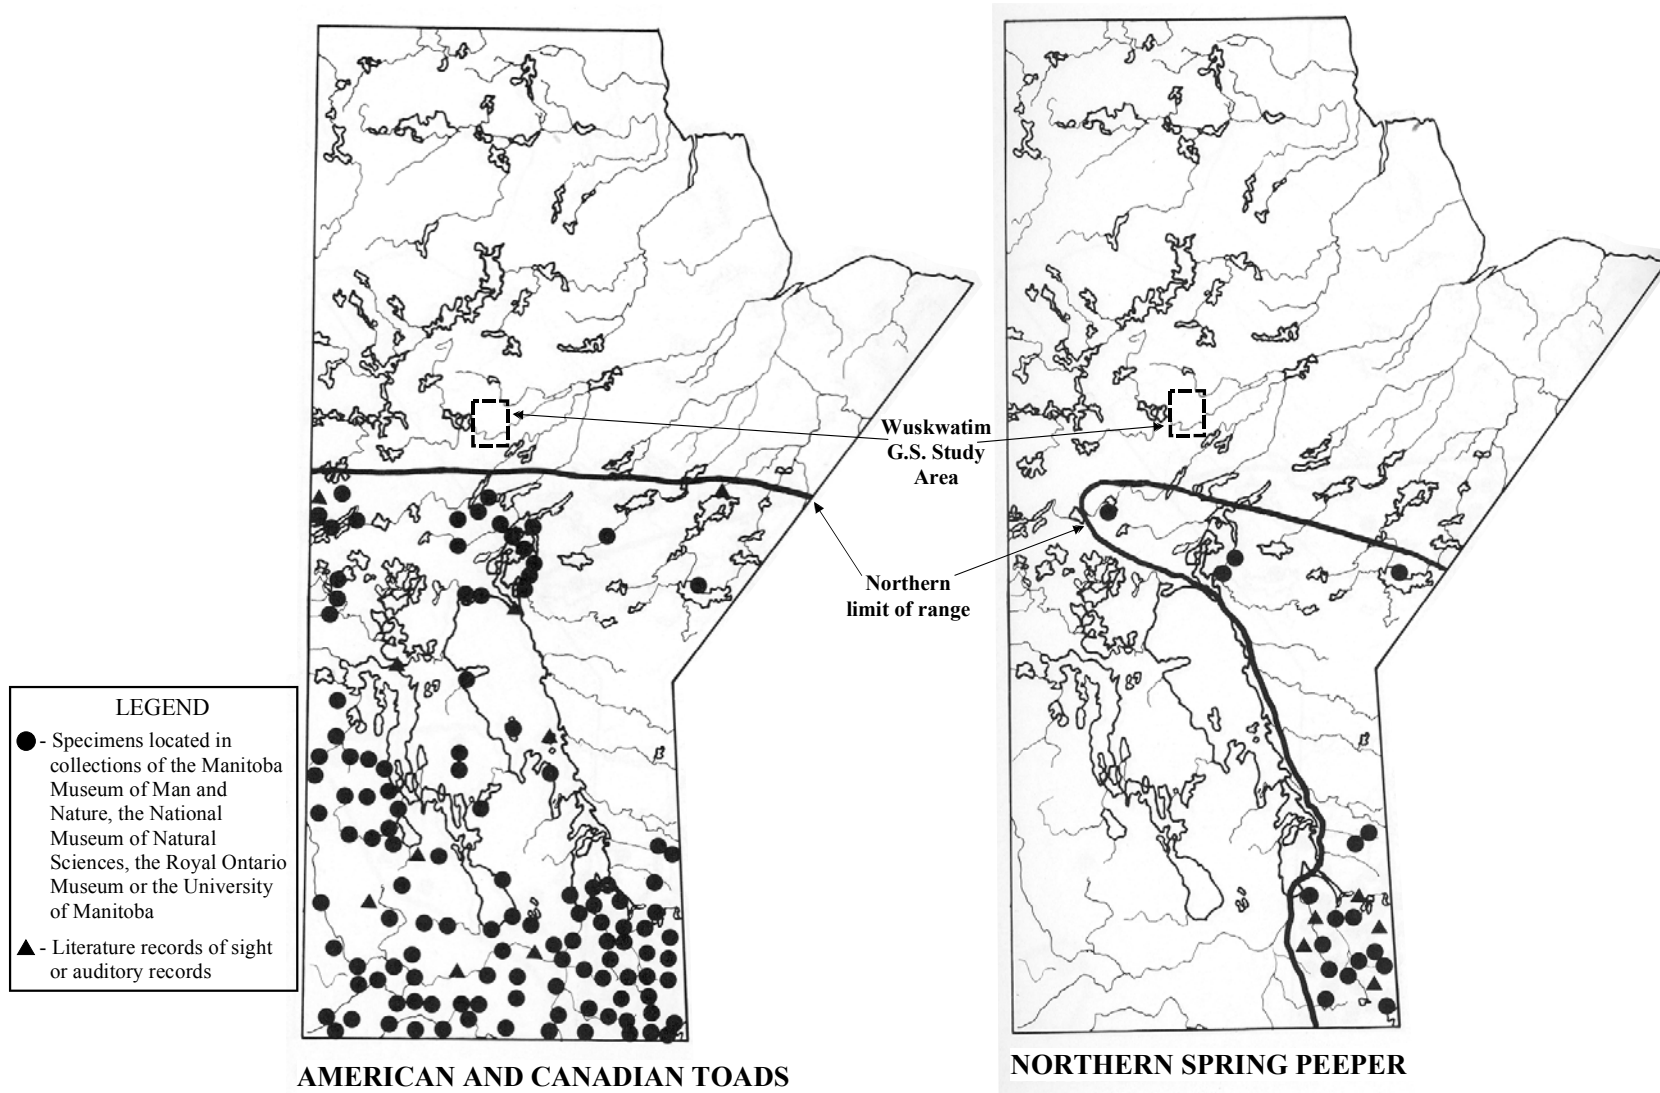 Wuskwatim
G.S. Study
Area
Northern
limit of range
LEGEND
- Specimens located in
collections of the Manitoba
Museum of Man and
Nature, the National
Museum of Natural
Sciences, the Royal Ontario
Museum or the University
of Manitoba
- Literature records of sight
or auditory records
AMERICAN AND CANADIAN TOADS
NORTHERN SPRING PEEPER